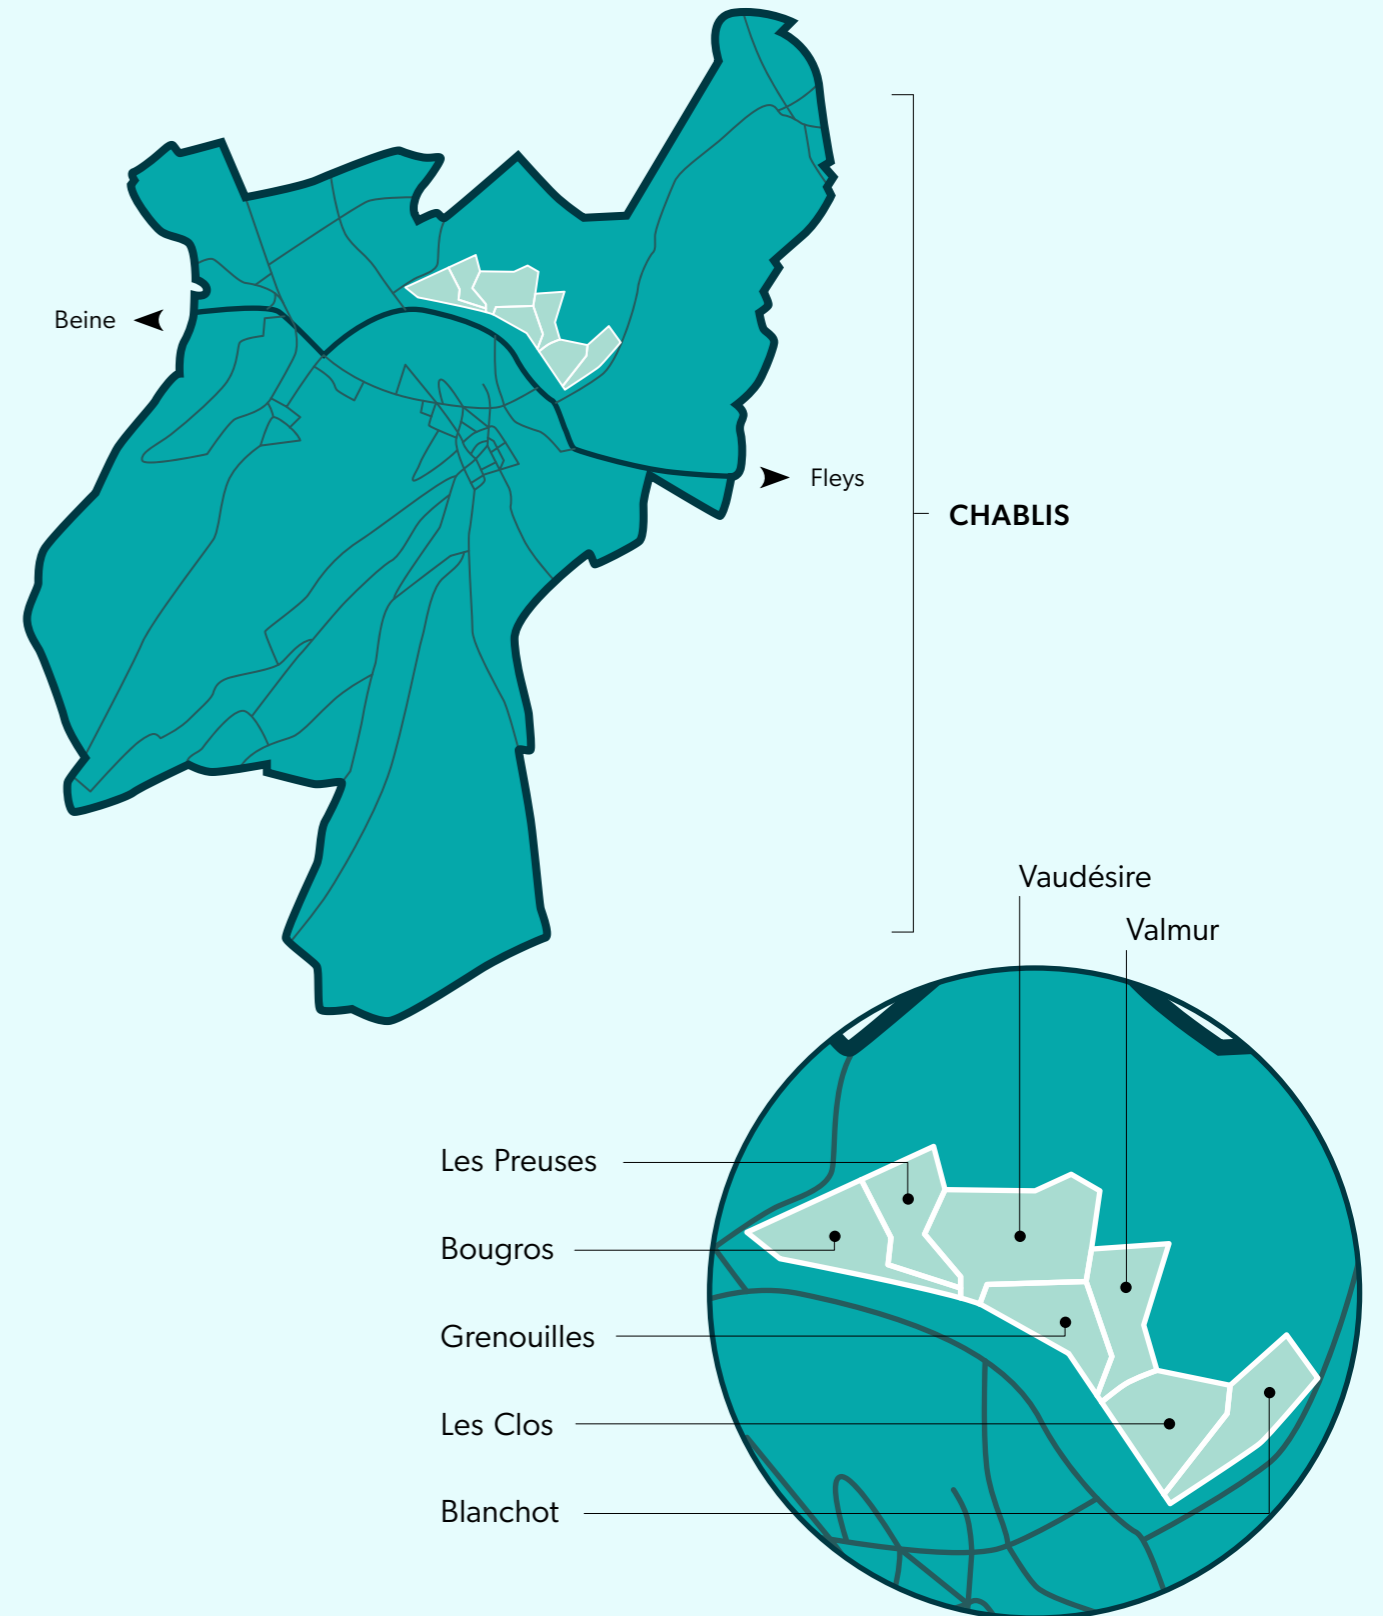 Beine
Fleys
CHABLIS
Vaudésire
Valmur
Les Preuses
Bougros
Grenouilles
Les Clos
Blanchot